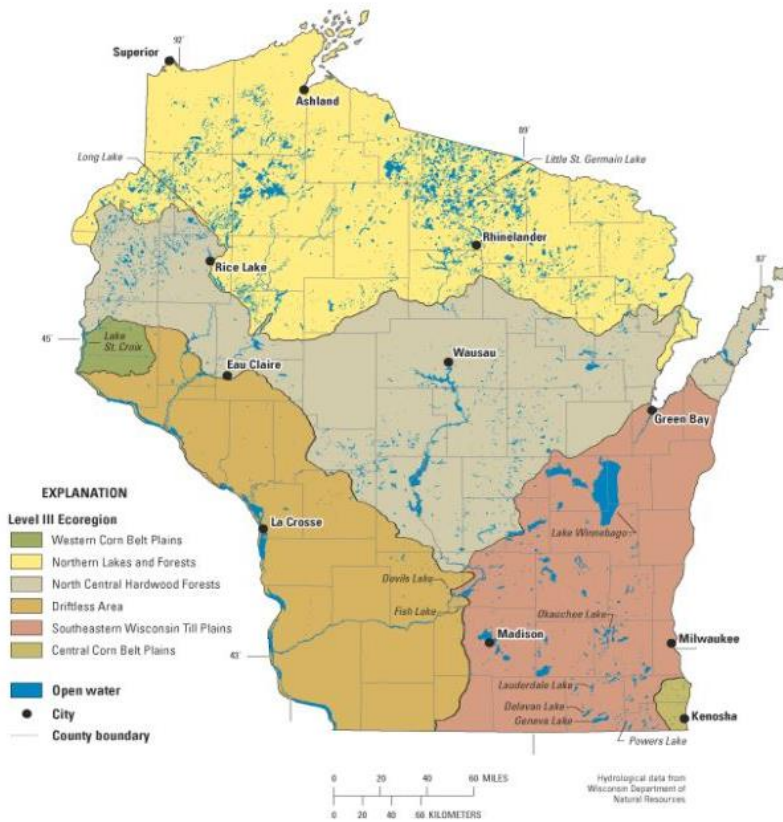 Superior
92°
Ashland
Long Lake
89°
Little St. Germain Lake
Rhinelander
Rice Lake
87°
45°
Lake
St. Croix
Wausau
Eau Claire
Green Bay
EXPLANATION
Level III Ecoregion
Western Corn Belt Plains
Northern Lakes and Forests
North Central Hardwood Forests
Driftless Area
Southeastern Wisconsin Till Plains
Central Corn Belt Plains
Open water
City
County boundary
La Crosse
Lake Winnebago
Devils Lake
Fish Lake
Okauchee Lake
Madison
Milwaukee
43°
Lauderdale Lake
Delavan Lake
Geneva Lake
Kenosha
Powers Lake
0 20 40 60 MILES
0 20 40 60 KILOMETERS
Hydrological data from
Wisconsin Department of
Natural Resources